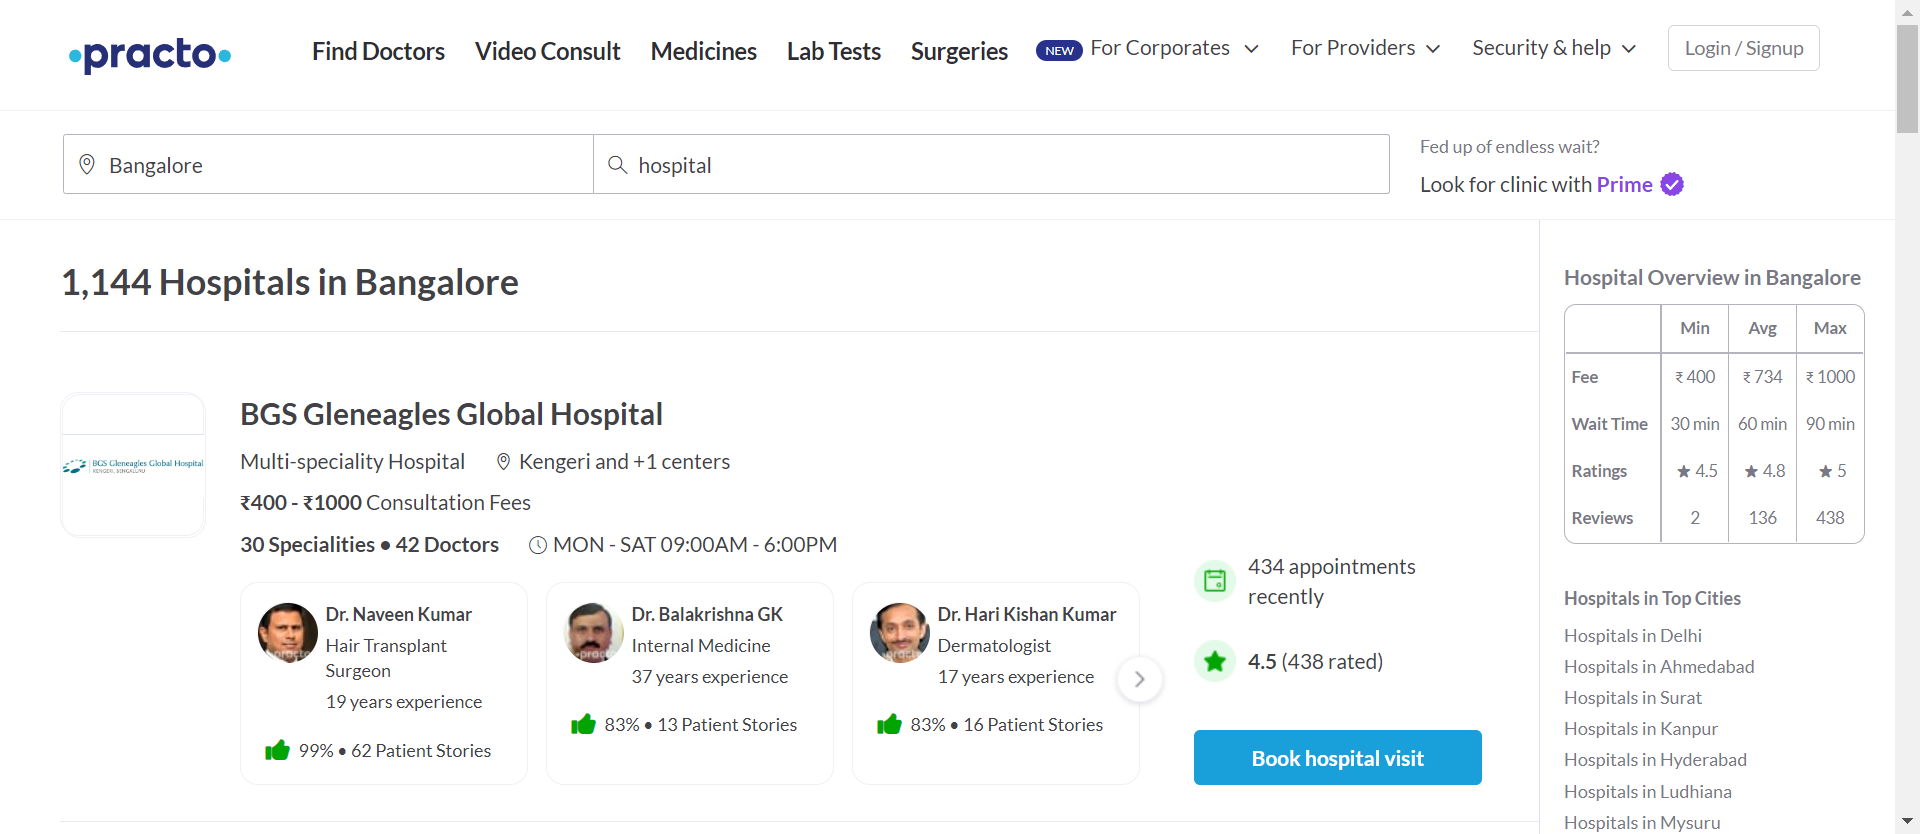 practo
Find Doctors
Video Consult
Medicines
Lab Tests
Surgeries
NEW
For Corporates
For Providers
Security & help
Login / Signup
Bangalore
hospital
Fed up of endless wait?
Look for clinic with Prime
1,144 Hospitals in Bangalore
BGS Gleneagles Global Hospital
KENGERI, BENGALURU
BGS Gleneagles Global Hospital
Multi-speciality Hospital
Kengeri and +1 centers
₹400 - ₹1000 Consultation Fees
30 Specialities • 42 Doctors
MON - SAT 09:00AM - 6:00PM
Dr. Naveen Kumar
Hair Transplant
Surgeon
19 years experience
practo
99% • 62 Patient Stories
Dr. Balakrishna GK
Internal Medicine
37 years experience
practo
83% • 13 Patient Stories
Dr. Hari Kishan Kumar
Dermatologist
17 years experience
practo
83% • 16 Patient Stories
434 appointments
recently
4.5 (438 rated)
Book hospital visit
Hospital Overview in Bangalore
Min Avg Max
Fee ₹ 400 ₹ 734 ₹ 1000
Wait Time 30 min 60 min 90 min
Ratings ★ 4.5 ★ 4.8 ★ 5
Reviews 2 136 438
Hospitals in Top Cities
Hospitals in Delhi
Hospitals in Ahmedabad
Hospitals in Surat
Hospitals in Kanpur
Hospitals in Hyderabad
Hospitals in Ludhiana
Hospitals in Mysuru